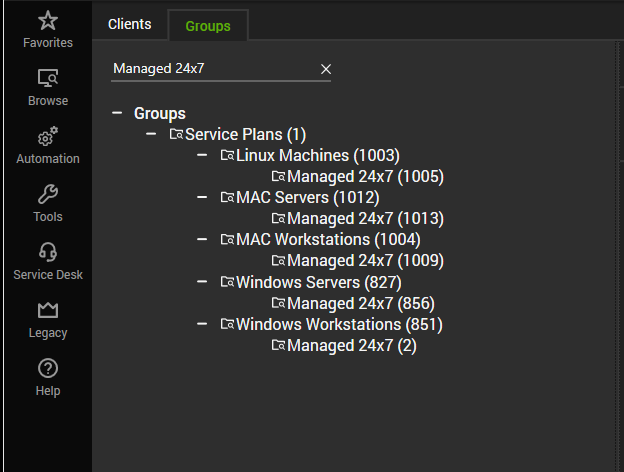 Favorites
Browse
Automation
Tools
Service Desk
Legacy
Help
Clients
Groups
Managed 24x7
Groups
Service Plans (1)
Linux Machines (1003)
Managed 24x7 (1005)
MAC Servers (1012)
Managed 24x7 (1013)
MAC Workstations (1004)
Managed 24x7 (1009)
Windows Servers (827)
Managed 24x7 (856)
Windows Workstations (851)
Managed 24x7 (2)